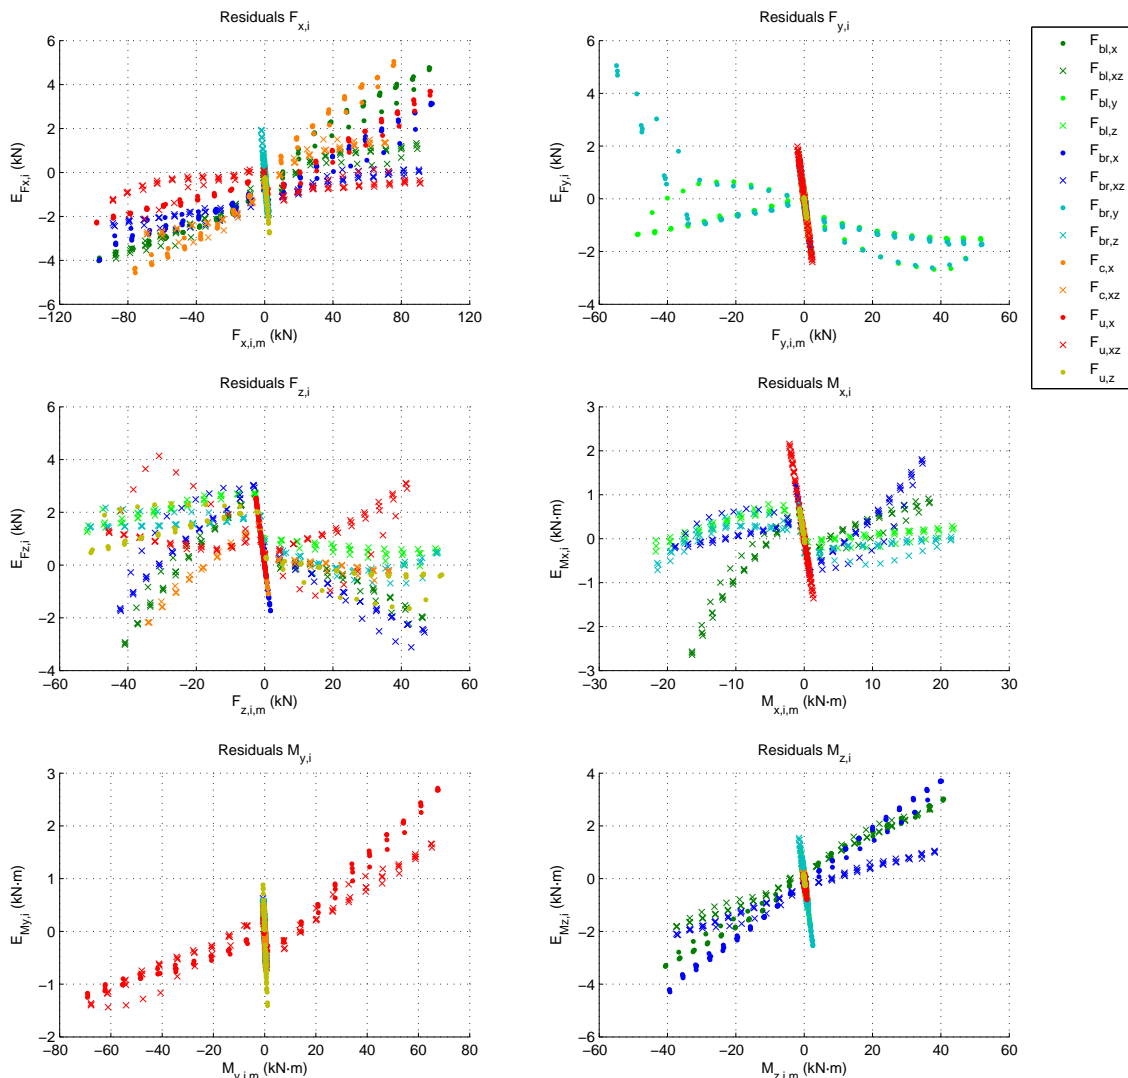 Residuals F_x,i
6
4
2
0
−2
−4
−6
−120
−80
−40
0
40
80
120
E_Fx,i (kN)
F_x,i,m (kN)
Residuals F_y,i
6
4
2
0
−2
−4
−60
−40
−20
0
20
40
60
E_Fy,i (kN)
F_y,i,m (kN)
F_bl,x
F_bl,xz
F_bl,y
F_bl,z
F_br,x
F_br,xz
F_br,y
F_br,z
F_c,x
F_c,xz
F_u,x
F_u,xz
F_u,z
Residuals F_z,i
6
4
2
0
−2
−4
−60
−40
−20
0
20
40
60
E_Fz,i (kN)
F_z,i,m (kN)
Residuals M_x,i
3
2
1
0
−1
−2
−3
−30
−20
−10
0
10
20
30
E_Mx,i (kN·m)
M_x,i,m (kN·m)
Residuals M_y,i
3
2
1
0
−1
−2
−80
−60
−40
−20
0
20
40
60
80
E_My,i (kN·m)
M_y,i,m (kN·m)
Residuals M_z,i
4
2
0
−2
−4
−6
−60
−40
−20
0
20
40
60
E_Mz,i (kN·m)
M_z,i,m (kN·m)